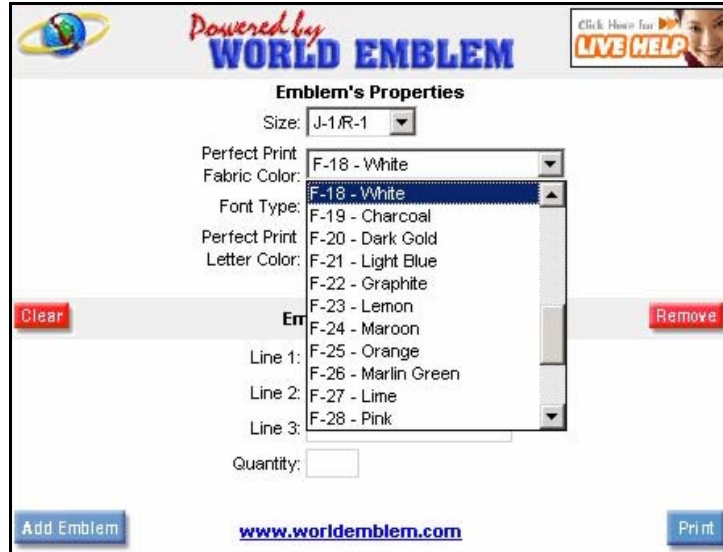 Powered by
WORLD EMBLEM
Click Here for
LIVE HELP
Emblem's Properties
Size: J-1/R-1
Perfect Print
Fabric Color: F-18 - White
F-18 - White
Font Type:
F-19 - Charcoal
Perfect Print
Letter Color:
F-20 - Dark Gold
F-21 - Light Blue
F-22 - Graphite
F-23 - Lemon
F-24 - Maroon
F-25 - Orange
F-26 - Marlin Green
F-27 - Lime
F-28 - Pink
Clear
Em
Remove
Line 1:
Line 2:
Line 3:
Quantity:
Add Emblem
www.worldemblem.com
Print